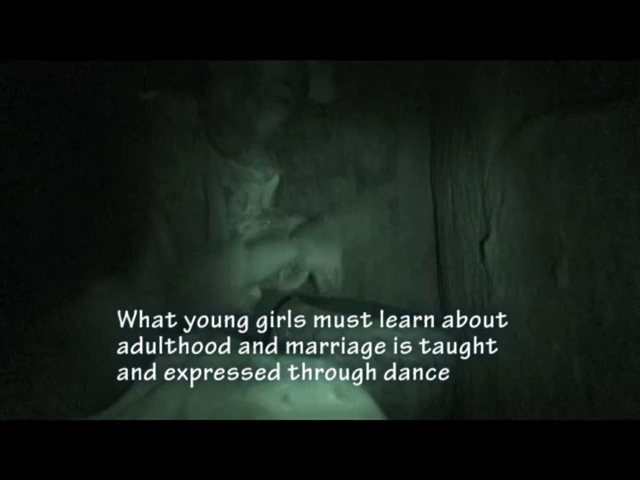 What young girls must learn about
adulthood and marriage is taught
and expressed through dance